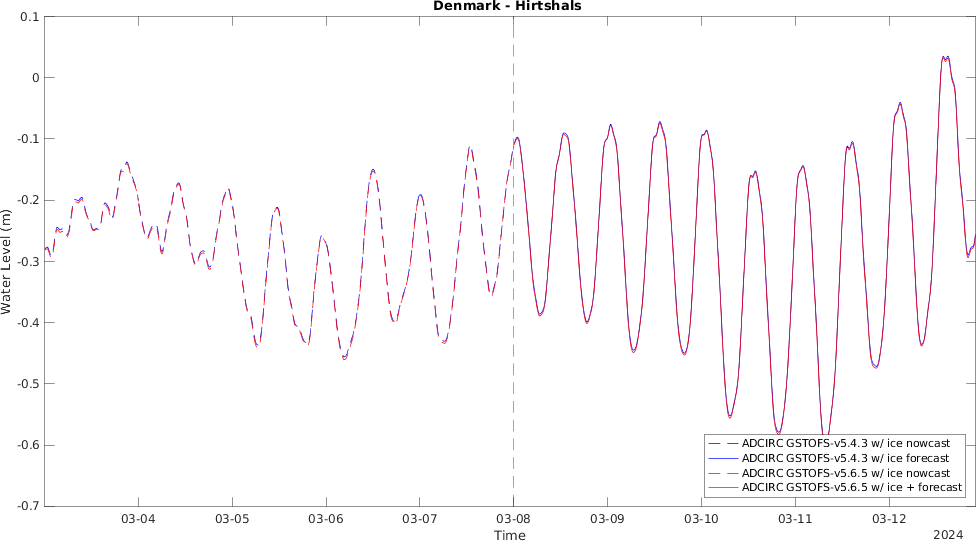 Denmark - Hirtshals
0.1
0
-0.1
-0.2
-0.3
-0.4
-0.5
-0.6
-0.7
Water Level (m)
ADCIRC GSTOFS-v5.4.3 w/ ice nowcast
ADCIRC GSTOFS-v5.4.3 w/ ice forecast
ADCIRC GSTOFS-v5.6.5 w/ ice nowcast
ADCIRC GSTOFS-v5.6.5 w/ ice + forecast
03-04 03-05 03-06 03-07 03-08 03-09 03-10 03-11 03-12
Time
2024